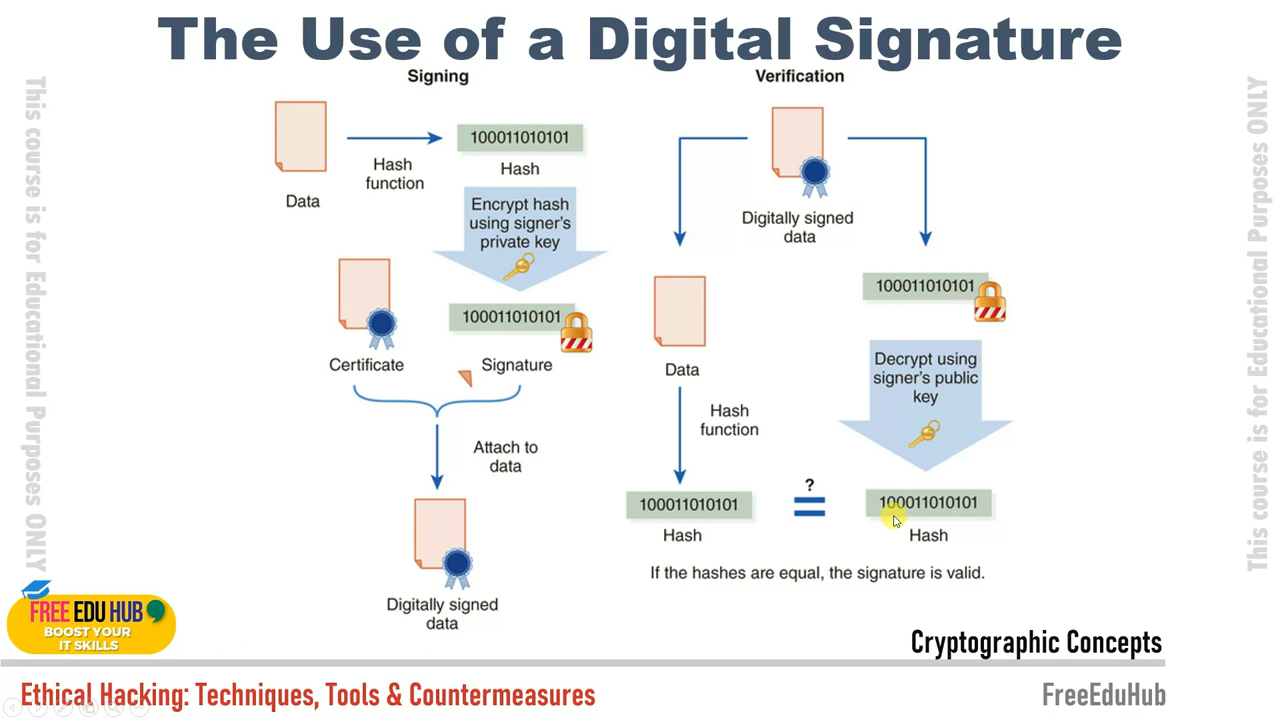 The Use of a Digital Signature
Signing
100011010101
Hash
function
Hash
Data
Encrypt hash
using signer's
private key
100011010101
Certificate
Signature
Attach to
data
Digitally signed
data
Verification
Digitally signed
data
100011010101
Data
Decrypt using
signer's public
key
Hash
function
100011010101
?
100011010101
Hash
Hash
If the hashes are equal, the signature is valid.
This course is for Educational Purposes ONLY
This course is for Educational Purposes ONLY
FREE EDU HUB
BOOST YOUR
IT SKILLS
Cryptographic Concepts
Ethical Hacking: Techniques, Tools & Countermeasures
FreeEduHub